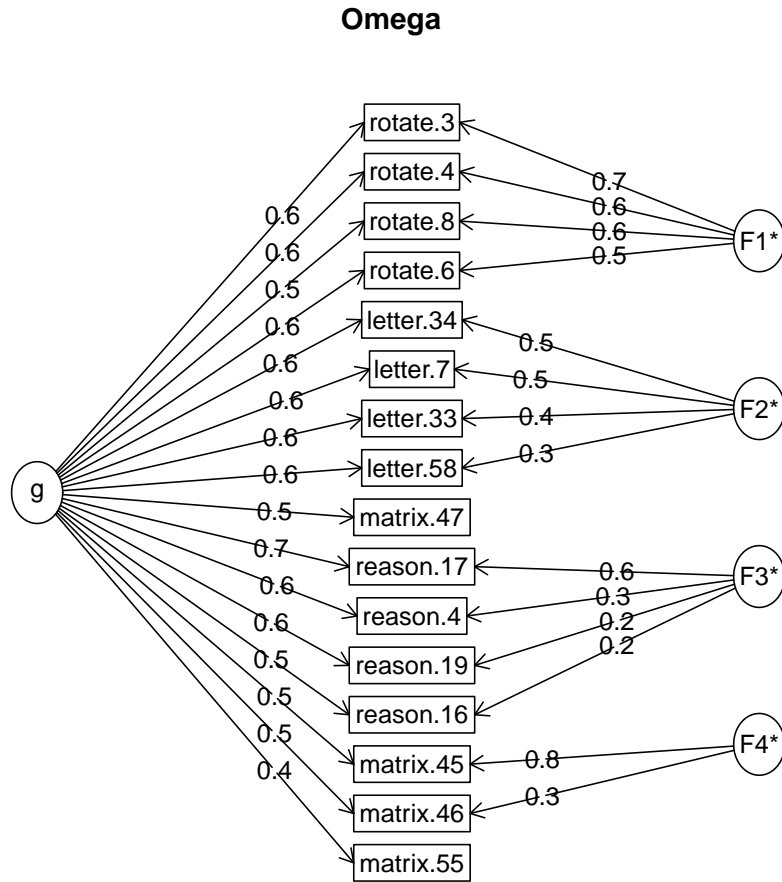 Omega
rotate.3
rotate.4
rotate.8
rotate.6
letter.34
letter.7
letter.33
letter.58
matrix.47
reason.17
reason.4
reason.19
reason.16
matrix.45
matrix.46
matrix.55
g
0.6
0.6
0.5
0.6
0.6
0.6
0.6
0.6
0.5
0.7
0.6
0.6
0.5
0.5
0.5
0.4
F1*
0.7
0.6
0.6
0.5
F2*
0.5
0.5
0.4
0.3
F3*
0.6
0.3
0.2
0.2
F4*
0.8
0.3